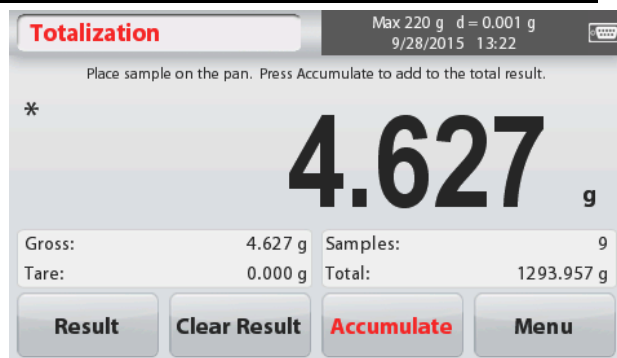 Totalization
Max 220 g d = 0.001 g
9/28/2015 13:22
Place sample on the pan. Press Accumulate to add to the total result.
*
4.627 g
Gross: 4.627 g
Samples: 9
Tare: 0.000 g
Total: 1293.957 g
Result
Clear Result
Accumulate
Menu